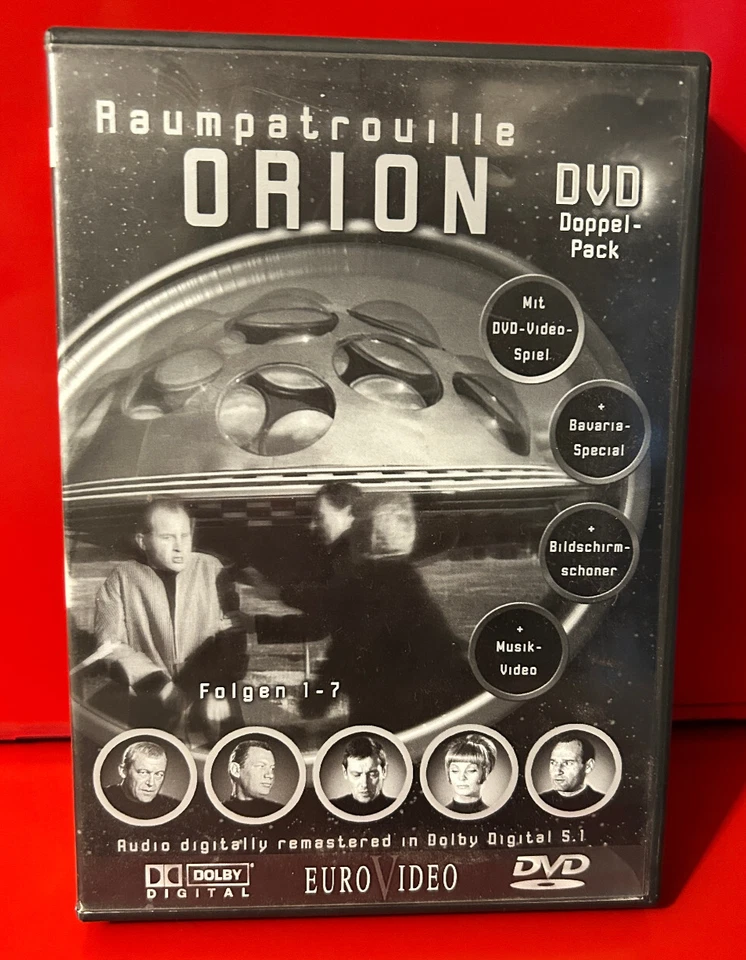 Raumpatrouille
ORION
DVD
Doppel-
Pack
Mit
DVD-Video-
Spiel
+
Bavaria-
Special
+
Bildschirm-
schoner
+
Musik-
Video
Folgen 1-7
Audio digitally remastered in Dolby Digital 5.1
DOLBY
DIGITAL
EUROVIDEO
DVD